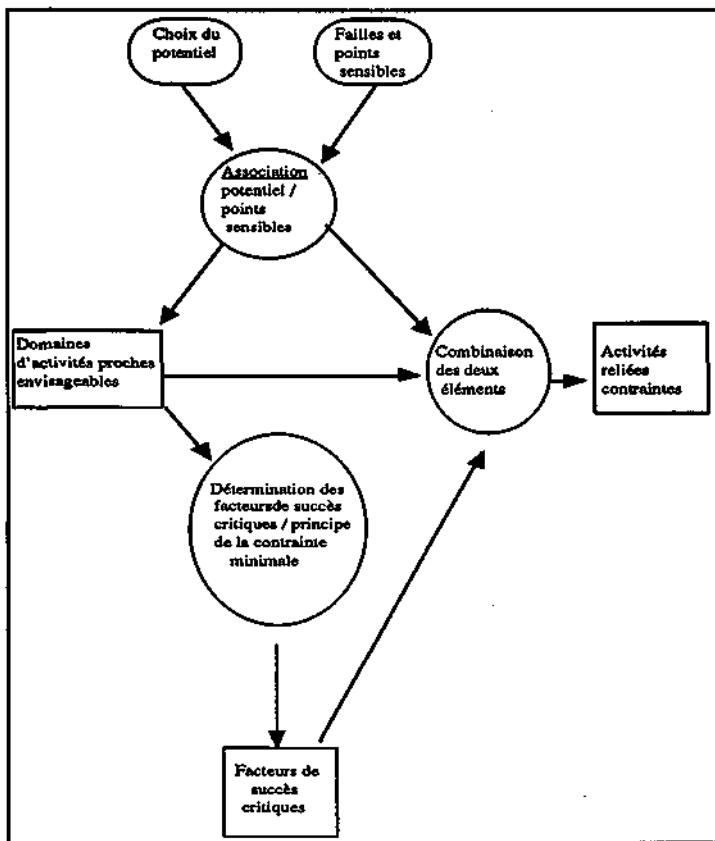 Choix du
potentiel
Failles et
points
sensibles
Association
potentiel /
points
sensibles
Domaines
d'activités proches
envisageables
Combinaison
des deux
éléments
Activités
reliées
contraintes
Détermination des
facteursde succès
critiques / principe
de la contrainte
minimale
Facteurs de
succès
critiques